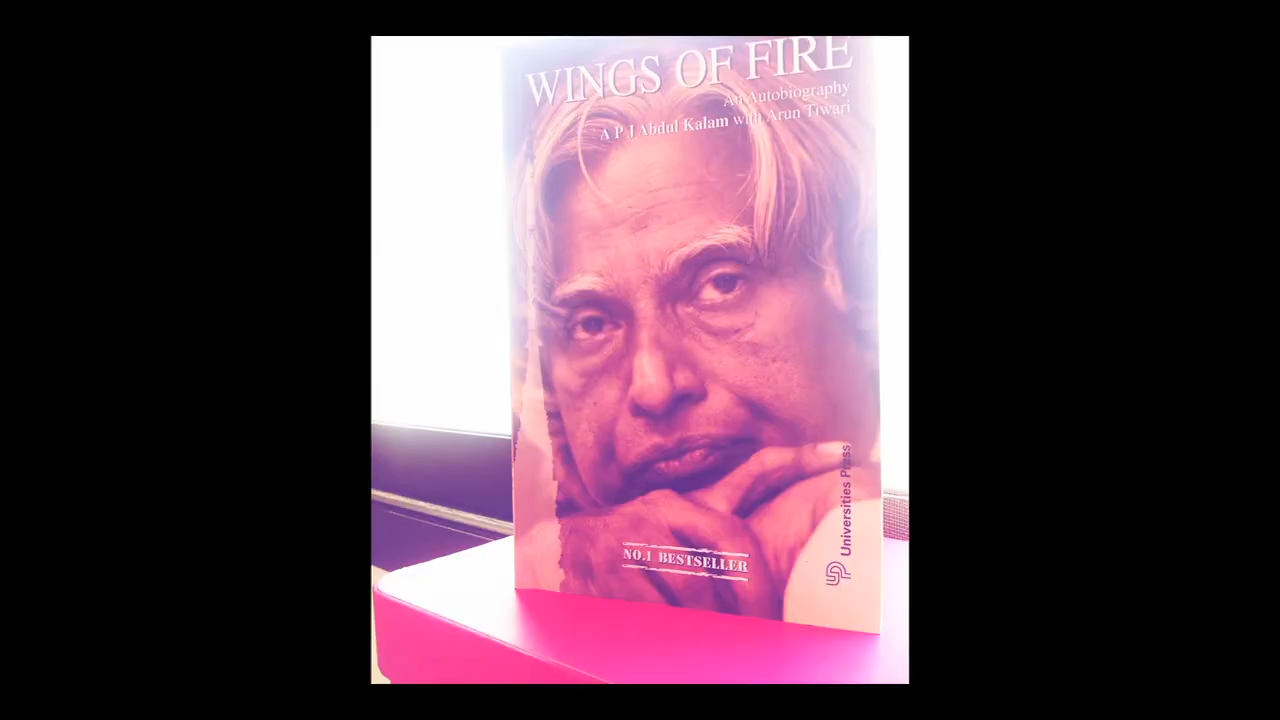 WINGS OF FIRE
An Autobiography
A P J Abdul Kalam with Arun Tiwari
Universities Press
NO.1 BESTSELLER